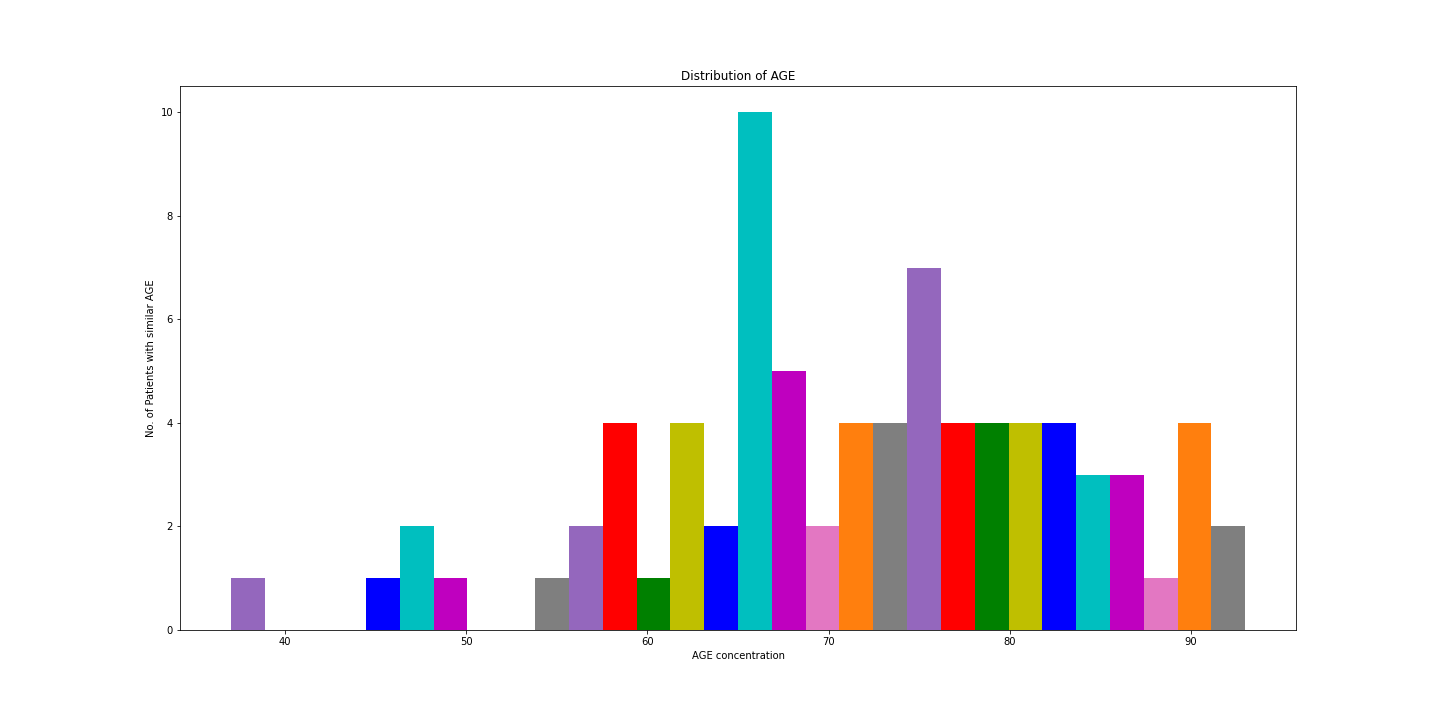 Distribution of AGE
10
8
6
4
2
0
No. of Patients with similar AGE
40 50 60 70 80 90
AGE concentration